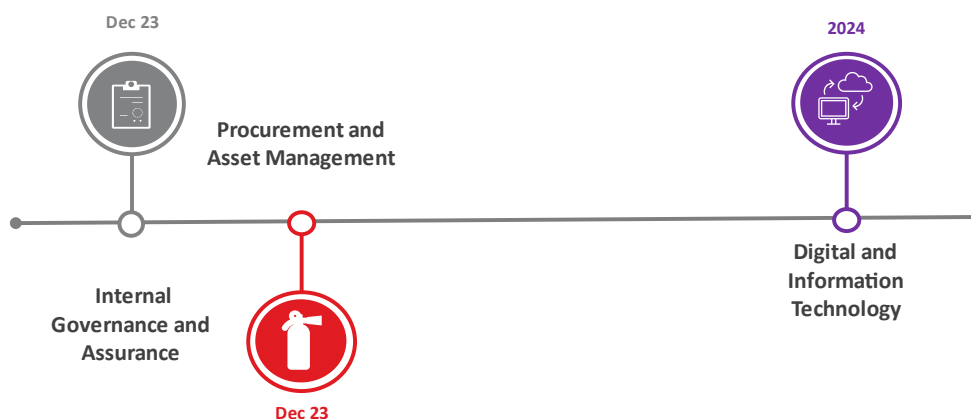 Dec 23
2024
Procurement and
Asset Management
Digital and
Information
Technology
Internal
Governance and
Assurance
Dec 23